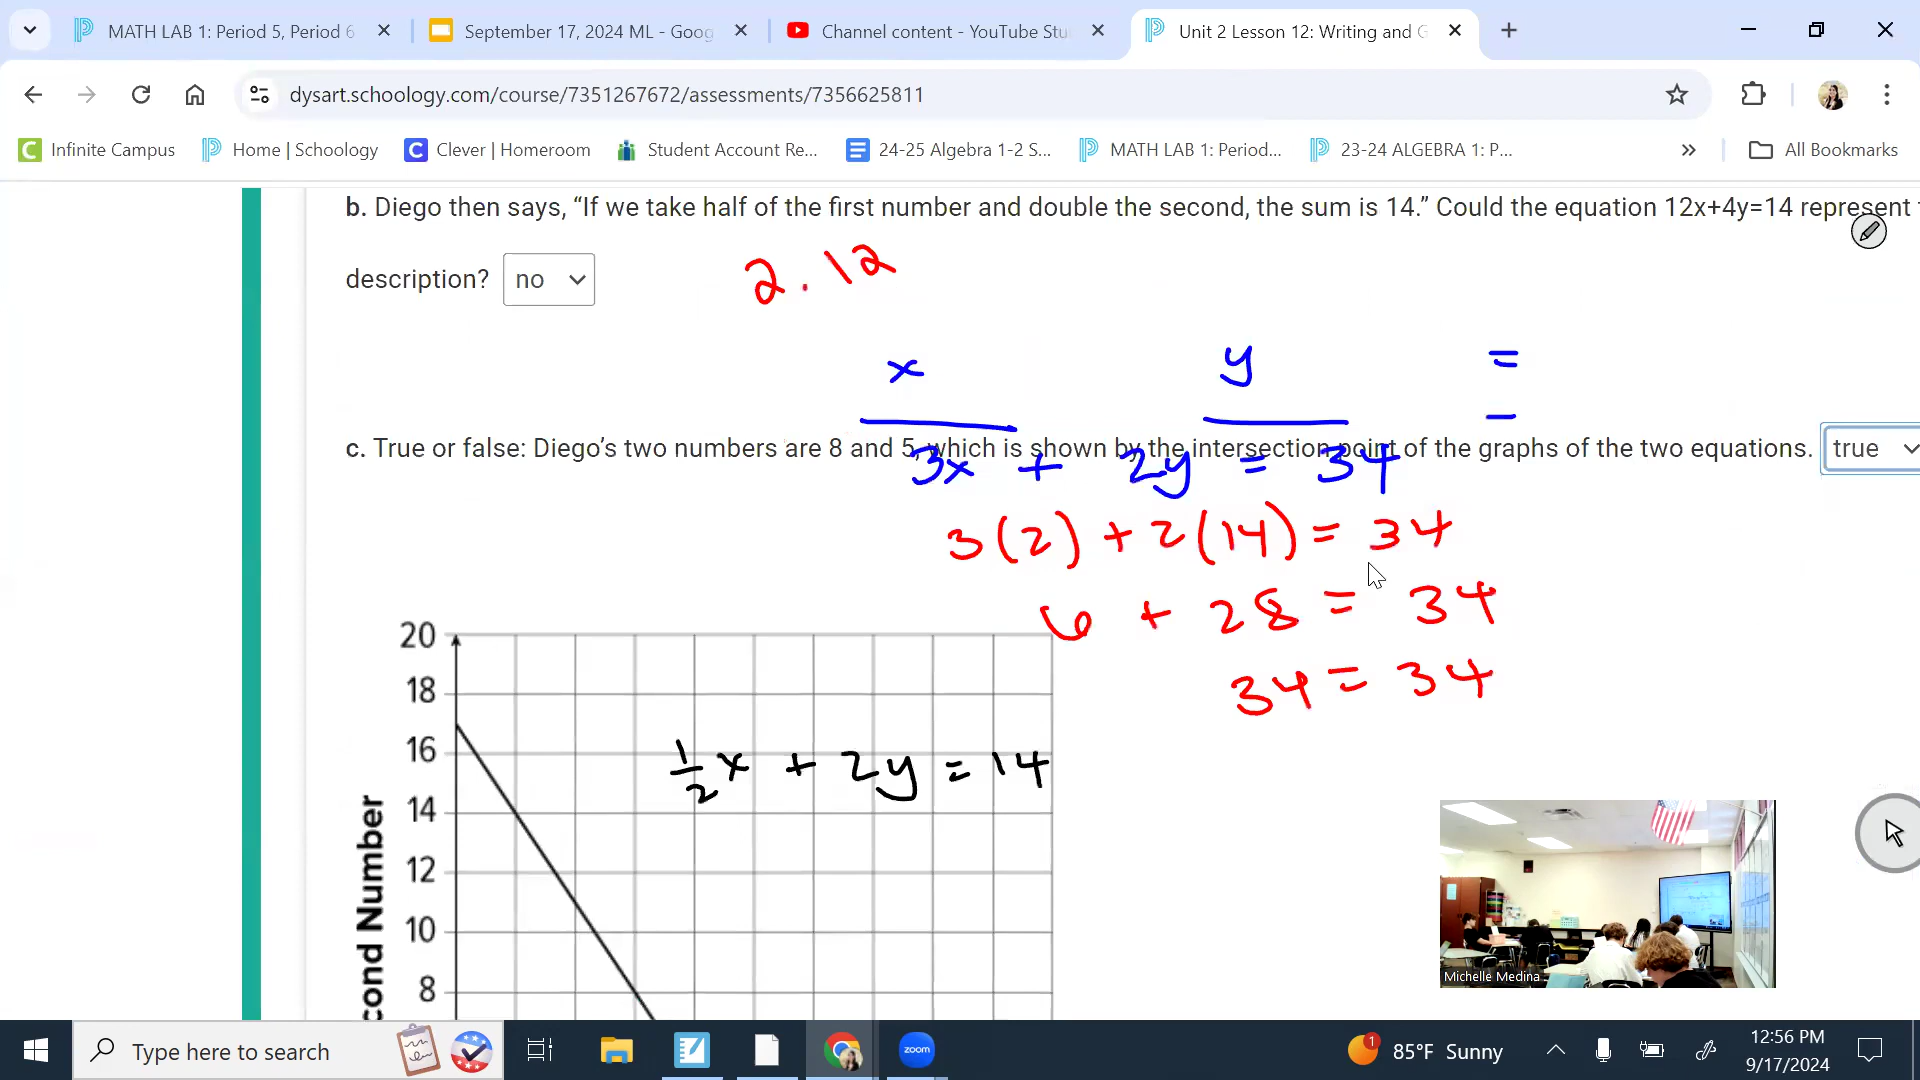 MATH LAB 1: Period 5, Period 6
September 17, 2024 ML - Goog
Channel content - YouTube Stu
Unit 2 Lesson 12: Writing and G
dysart.schoology.com/course/7351267672/assessments/7356625811
Infinite Campus
Home | Schoology
Clever | Homeroom
Student Account Re...
24-25 Algebra 1-2 S...
MATH LAB 1: Period...
23-24 ALGEBRA 1: P...
All Bookmarks
b. Diego then says, “If we take half of the first number and double the second, the sum is 14.” Could the equation 12x+4y=14 represent
description? no
2 . 12
x y =
c. True or false: Diego’s two numbers are 8 and 5, which is shown by the intersection point of the graphs of the two equations. true
3x + 2y = 34
3(2) + 2(14) = 34
6 + 28 = 34
34 = 34
20
18
16
14
12
10
8
1/2 x + 2y = 14
cond Number
Michelle Medina
Type here to search
zoom
1
85°F Sunny
12:56 PM
9/17/2024